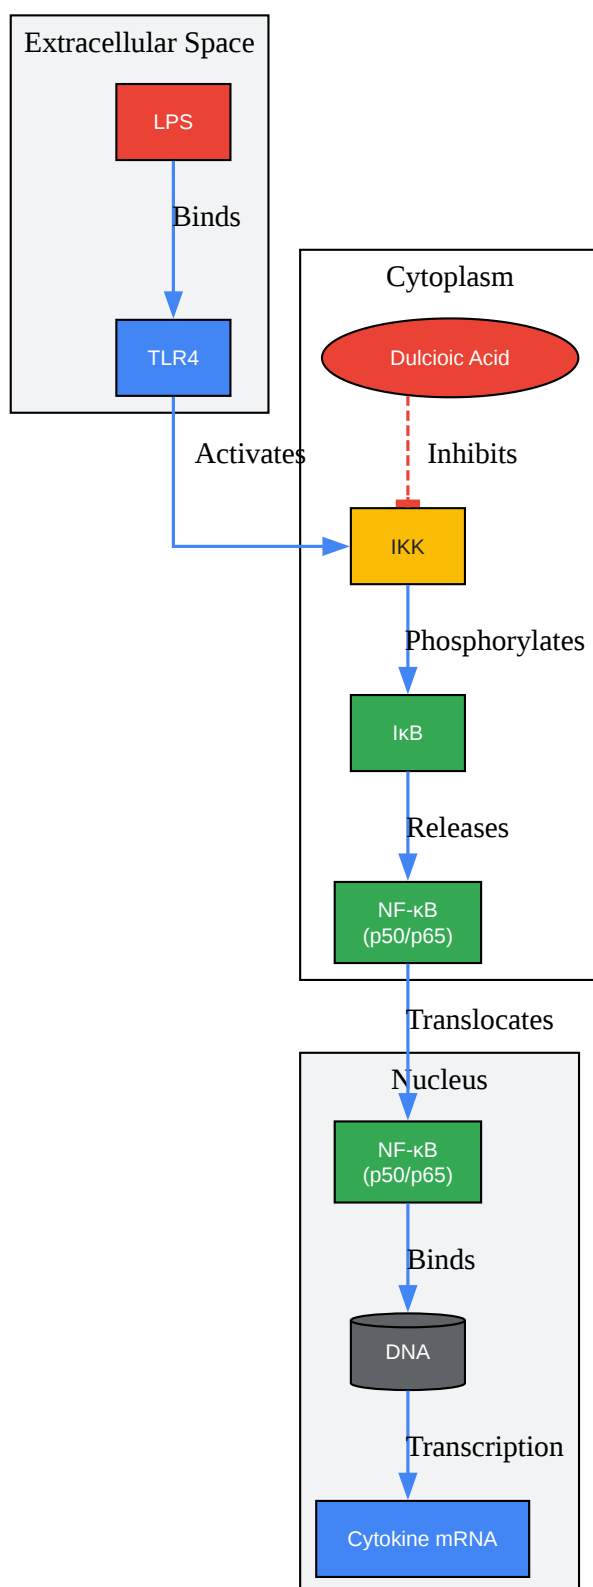 Extracellular Space
LPS
Binds
TLR4
Activates
Cytoplasm
Dulcioic Acid
Inhibits
IKK
Phosphorylates
IκB
Releases
NF-κB
(p50/p65)
Translocates
Nucleus
NF-κB
(p50/p65)
Binds
DNA
Transcription
Cytokine mRNA